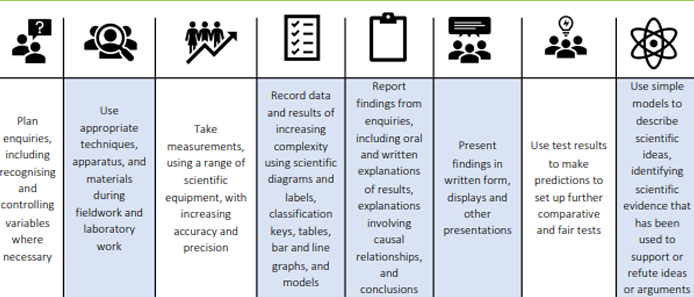 Plan
enquiries,
including
recognising
and
controlling
variables
where
necessary
Use
appropriate
techniques,
apparatus, and
materials
during
fieldwork and
laboratory
work
Take
measurements,
using a range of
scientific
equipment, with
increasing
accuracy and
precision
Record data
and results of
increasing
complexity
using scientific
diagrams and
labels,
classification
keys, tables,
bar and line
graphs, and
models
Report
findings from
enquiries,
including oral
and written
explanations
of results,
explanations
involving
causal
relationships,
and
conclusions
Present
findings in
written form,
displays and
other
presentations
Use test results
to make
predictions to
set up further
comparative
and fair tests
Use simple
models to
describe
scientific
ideas,
identifying
scientific
evidence that
has been
used to
support or
refute ideas
or arguments